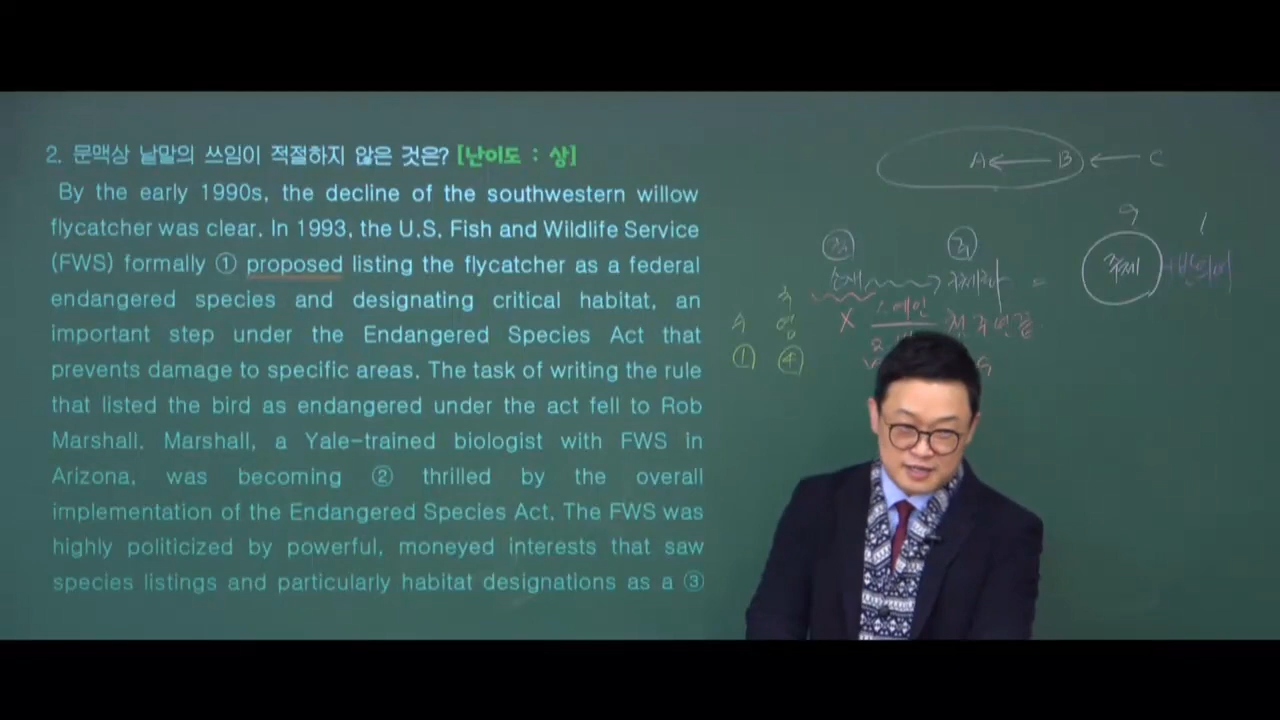 2. 문맥상 낱말의 쓰임이 적절하지 않은 것은? [난이도 : 상]
By the early 1990s, the decline of the southwestern willow
flycatcher was clear. In 1993, the U.S. Fish and Wildlife Service
(FWS) formally ① proposed listing the flycatcher as a federal
endangered species and designating critical habitat, an
important step under the Endangered Species Act that
prevents damage to specific areas. The task of writing the rule
that listed the bird as endangered under the act fell to Rob
Marshall. Marshall, a Yale-trained biologist with FWS in
Arizona, was becoming ② thrilled by the overall
implementation of the Endangered Species Act. The FWS was
highly politicized by powerful, moneyed interests that saw
species listings and particularly habitat designations as a ③
A ← B ← C
9 1
주제
X
① ④